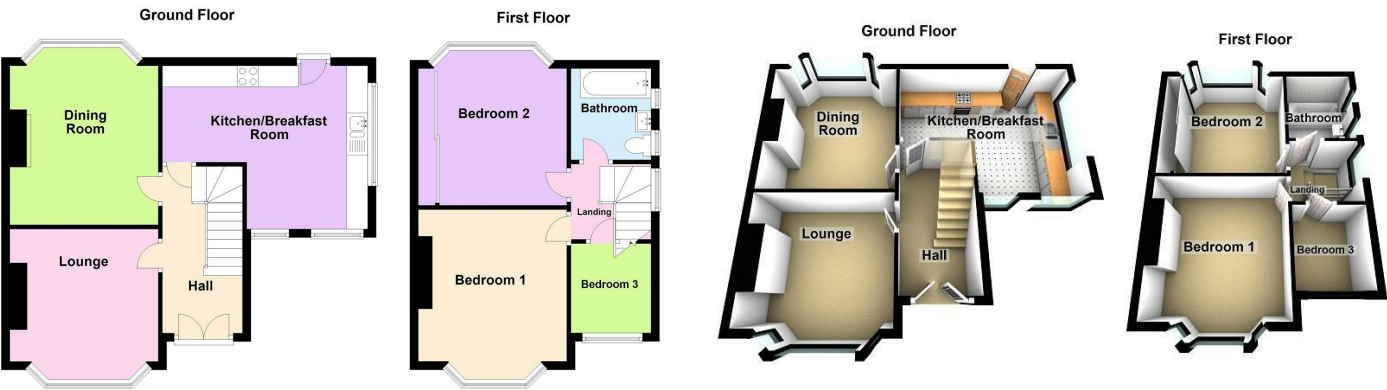 Ground Floor
Dining
Room
Kitchen/Breakfast
Room
Lounge
Hall
First Floor
Bedroom 2
Bathroom
Landing
Bedroom 1
Bedroom 3
Ground Floor
Dining
Room
Kitchen/Breakfast
Room
Lounge
Hall
First Floor
Bedroom 2
Bathroom
Landing
Bedroom 1
Bedroom 3